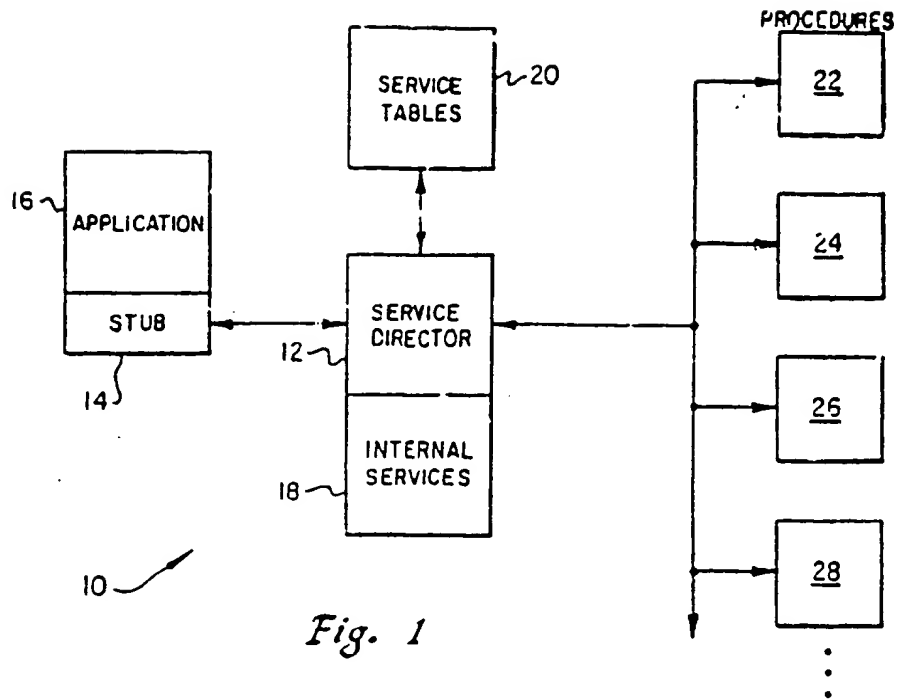 PROCEDURES
22
SERVICE
TABLES
20
16
APPLICATION
24
STUB
SERVICE
DIRECTOR
12
14
26
INTERNAL
SERVICES
18
28
10
Fig. 1